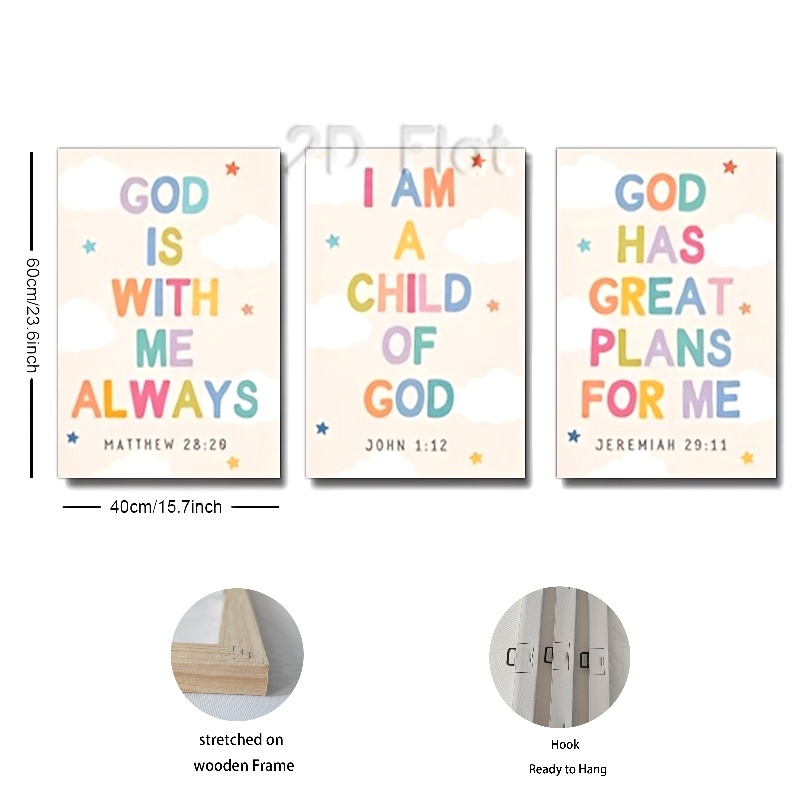 2D Flat
GOD
IS
WITH
ME
ALWAYS
MATTHEW 28:20
I AM
A
CHILD
OF
GOD
JOHN 1:12
GOD
HAS
GREAT
PLANS
FOR ME
JEREMIAH 29:11
60cm/23.6inch
40cm/15.7inch
stretched on
wooden Frame
Hook
Ready to Hang